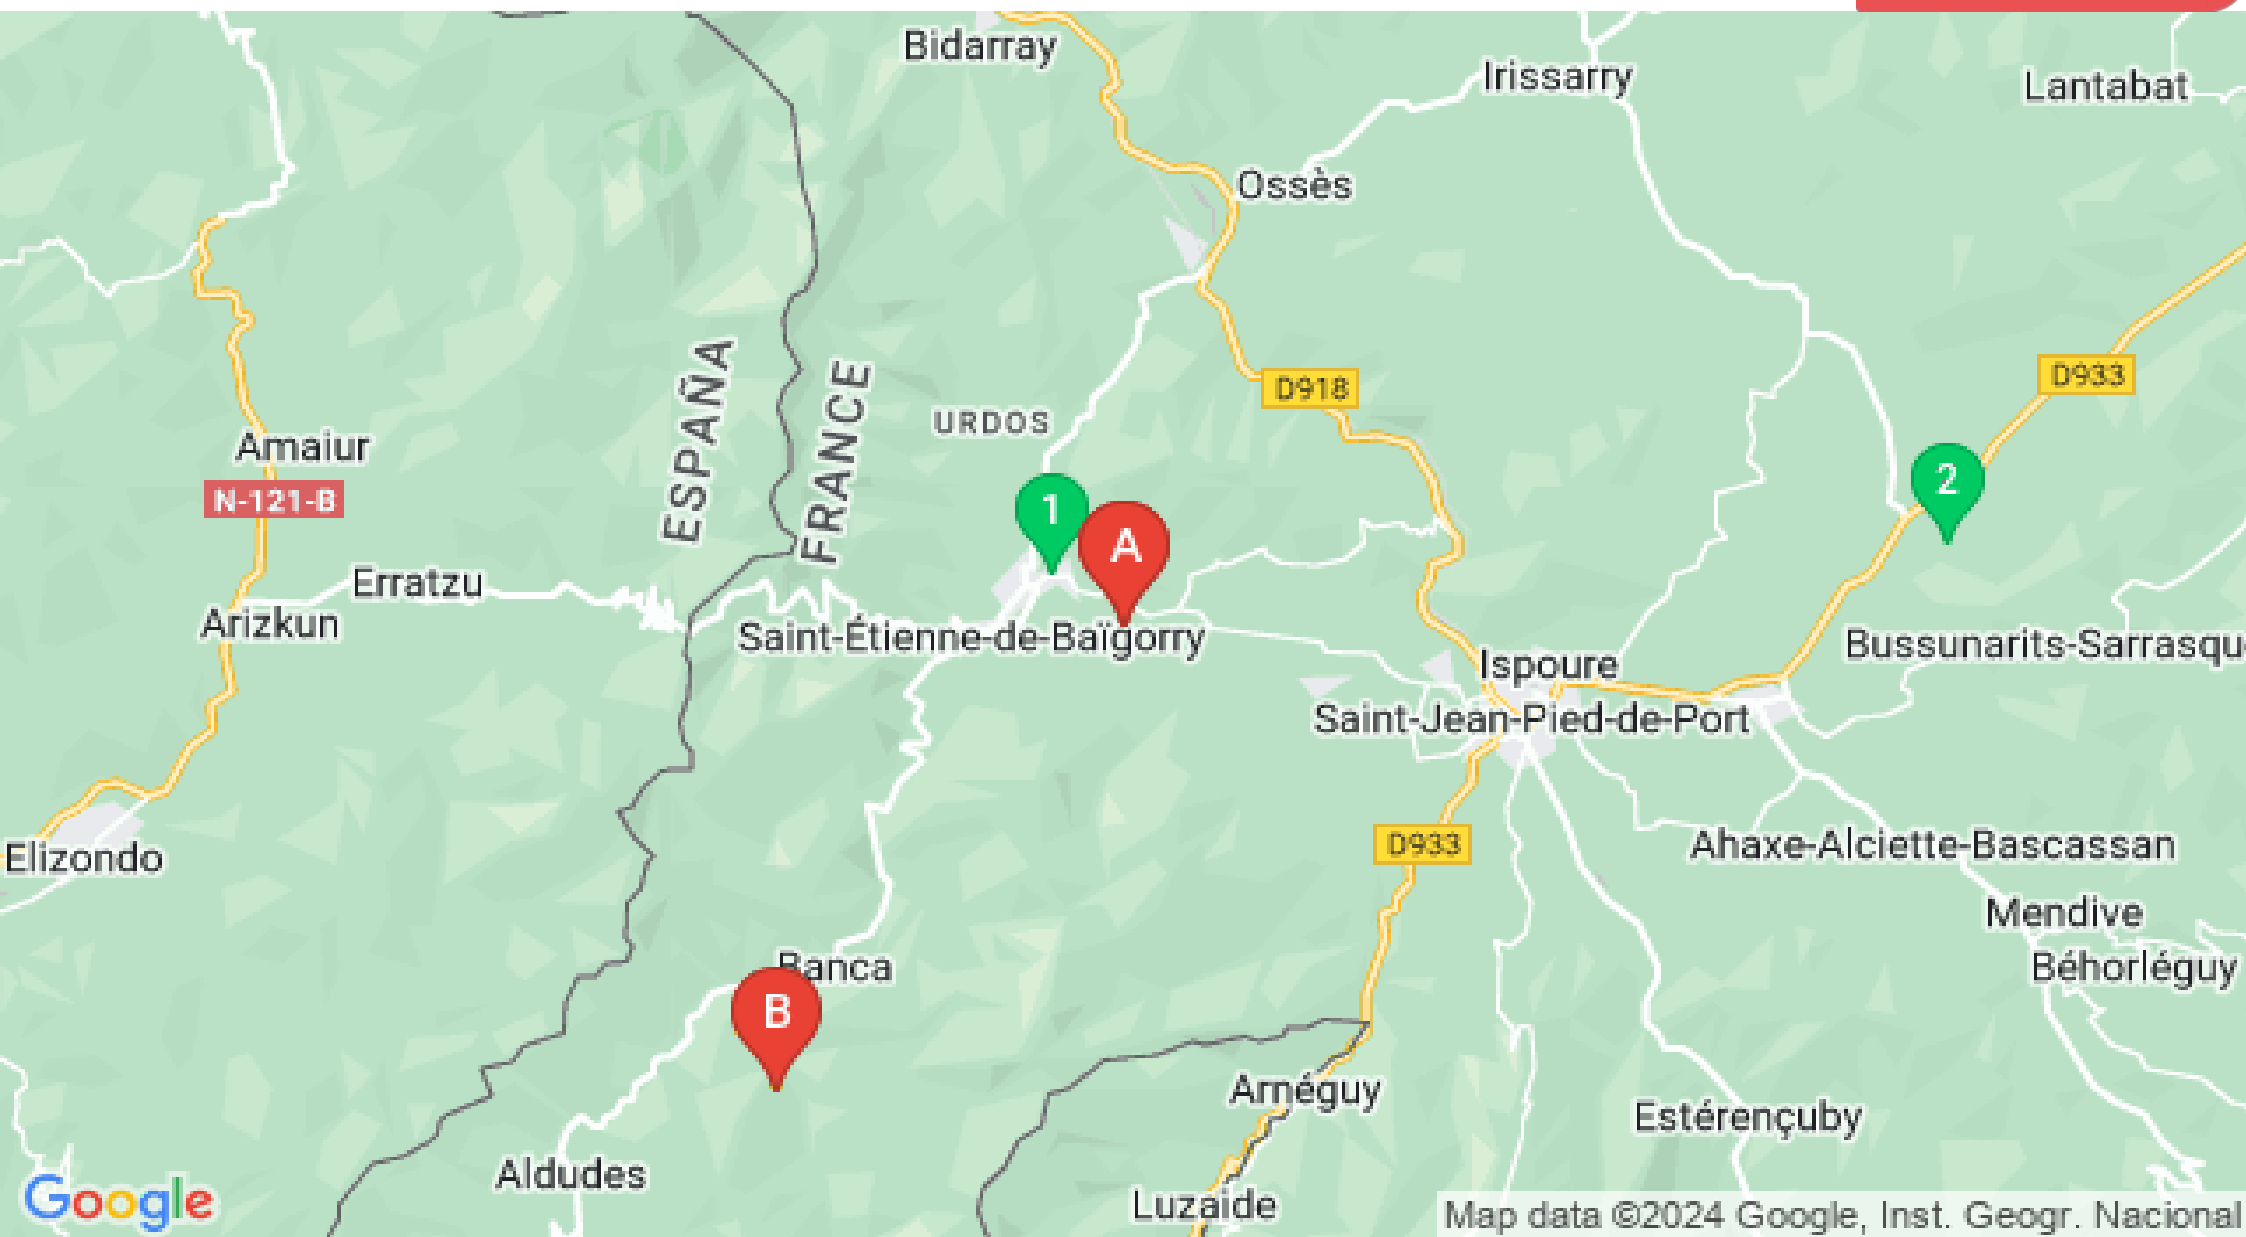 Bidarray
Irissarry
Lantabat
Ossès
D933
D918
ESPAÑA
FRANCE
URDOS
Amaiur
N-121-B
2
1
A
Erratzu
Arizkun
Saint-Étienne-de-Baïgorry
Bussunarits-Sarrasqu
Ispoure
Saint-Jean-Pied-de-Port
D933
Ahaxe-Alciette-Bascassan
Elizondo
Mendive
Banca
Béhorléguy
B
Arnéguy
Estérençuby
Aldudes
Luzaide
Google
Map data ©2024 Google, Inst. Geogr. Nacional